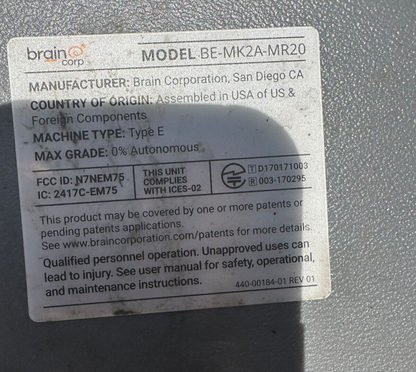 brain corp
MODEL BE-MK2A-MR20
MANUFACTURER: Brain Corporation, San Diego CA
COUNTRY OF ORIGIN: Assembled in USA of US &
Foreign Components
MACHINE TYPE: Type E
MAX GRADE: 0% Autonomous
FCC ID: N7NEM75
IC: 2417C-EM75
THIS UNIT
COMPLIES
WITH ICES-02
T D170171003
R 003-170295
This product may be covered by one or more patents or
pending patents applications.
See www.braincorporation.com/patents for more details.
Qualified personnel operation. Unapproved uses can
lead to injury. See user manual for safety, operational,
and maintenance instructions.
440-00184-01 REV 01